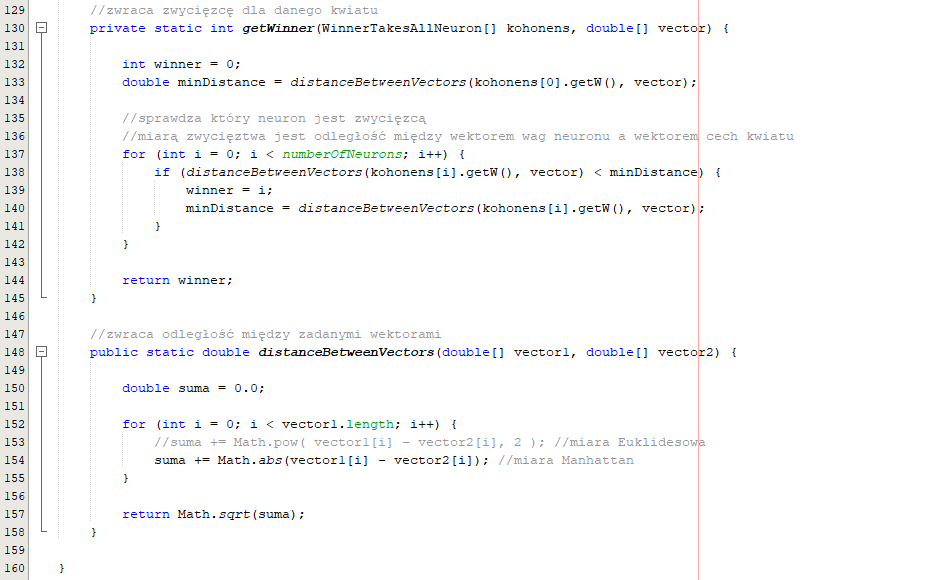 129 //zwraca zwycięzcę dla danego kwiatu
130 private static int getWinner(WinnerTakesAllNeuron[] kohonens, double[] vector) {
131
132 int winner = 0;
133 double minDistance = distanceBetweenVectors(kohonens[0].getW(), vector);
134
135 //sprawdza który neuron jest zwycięzcą
136 //miarą zwycięztwa jest odległość między wektorem wag neuronu a wektorem cech kwiatu
137 for (int i = 0; i < numberOfNeurons; i++) {
138 if (distanceBetweenVectors(kohonens[i].getW(), vector) < minDistance) {
139 winner = i;
140 minDistance = distanceBetweenVectors(kohonens[i].getW(), vector);
141 }
142 }
143
144 return winner;
145 }
146
147 //zwraca odległość między zadanymi wektorami
148 public static double distanceBetweenVectors(double[] vector1, double[] vector2) {
149
150 double suma = 0.0;
151
152 for (int i = 0; i < vector1.length; i++) {
153 //suma += Math.pow( vector1[i] - vector2[i], 2 ); //miara Euklidesowa
154 suma += Math.abs(vector1[i] - vector2[i]); //miara Manhattan
155 }
156
157 return Math.sqrt(suma);
158 }
159
160 }